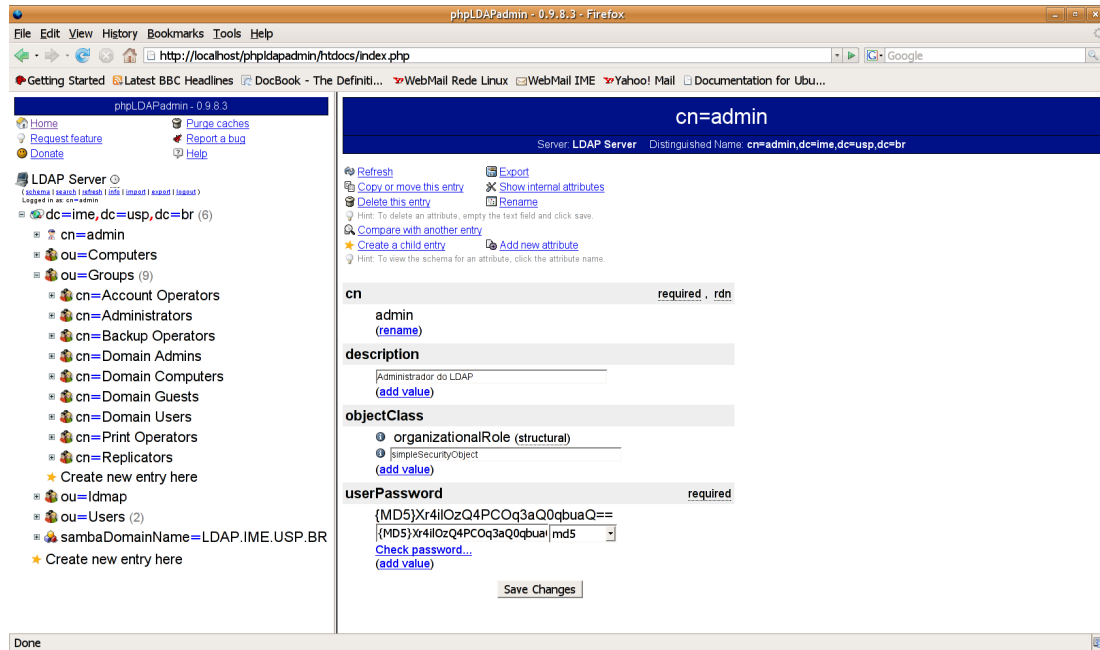 phpLDAPadmin - 0.9.8.3 - Firefox
File Edit View History Bookmarks Tools Help
http://localhost/phpldapadmin/htdocs/index.php
Google
Getting Started Latest BBC Headlines DocBook - The Definiti... WebMail Rede Linux WebMail IME Yahoo! Mail Documentation for Ubu...
phpLDAPadmin - 0.9.8.3
Home Purge caches
Request feature Report a bug
Donate Help
LDAP Server
( schema | search | refresh | info | import | export | logout )
Logged in as: cn=admin
dc=ime,dc=usp,dc=br (6)
cn=admin
ou=Computers
ou=Groups (9)
cn=Account Operators
cn=Administrators
cn=Backup Operators
cn=Domain Admins
cn=Domain Computers
cn=Domain Guests
cn=Domain Users
cn=Print Operators
cn=Replicators
Create new entry here
ou=Idmap
ou=Users (2)
sambaDomainName=LDAP.IME.USP.BR
Create new entry here
cn=admin
Server: LDAP Server Distinguished Name: cn=admin,dc=ime,dc=usp,dc=br
Refresh Export
Copy or move this entry Show internal attributes
Delete this entry Rename
Hint: To delete an attribute, empty the text field and click save.
Compare with another entry
Create a child entry Add new attribute
Hint: To view the schema for an attribute, click the attribute name.
cn required , rdn
admin
(rename)
description
Administrador do LDAP
(add value)
objectClass
organizationalRole (structural)
simpleSecurityObject
(add value)
userPassword required
{MD5}Xr4ilOzQ4PCOq3aQ0qbuaQ==
{MD5}Xr4ilOzQ4PCOq3aQ0qbua md5
Check password...
(add value)
Save Changes
Done